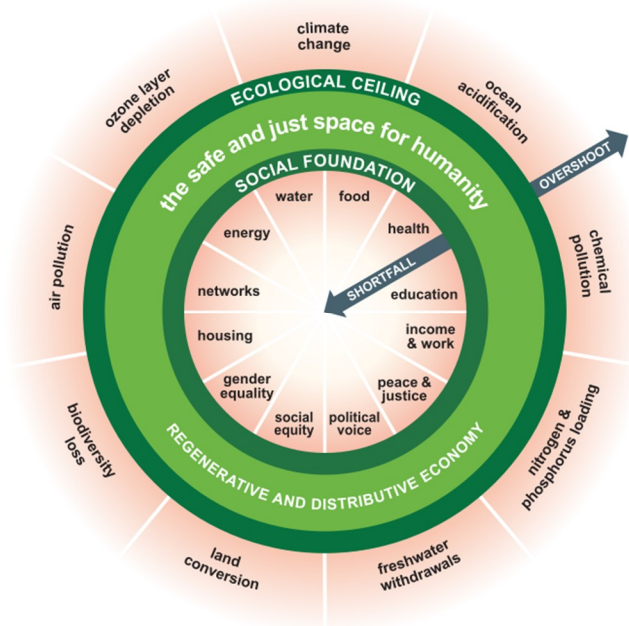 climate
change
ozone layer
depletion
ocean
acidification
ECOLOGICAL CEILING
the safe and just space for humanity
SOCIAL FOUNDATION
OVERSHOOT
water
food
energy
health
air pollution
chemical
pollution
SHORTFALL
networks
education
housing
income
& work
gender
equality
peace &
justice
social
equity
political
voice
biodiversity
loss
nitrogen &
phosphorus loading
REGENERATIVE AND DISTRIBUTIVE ECONOMY
land
conversion
freshwater
withdrawals